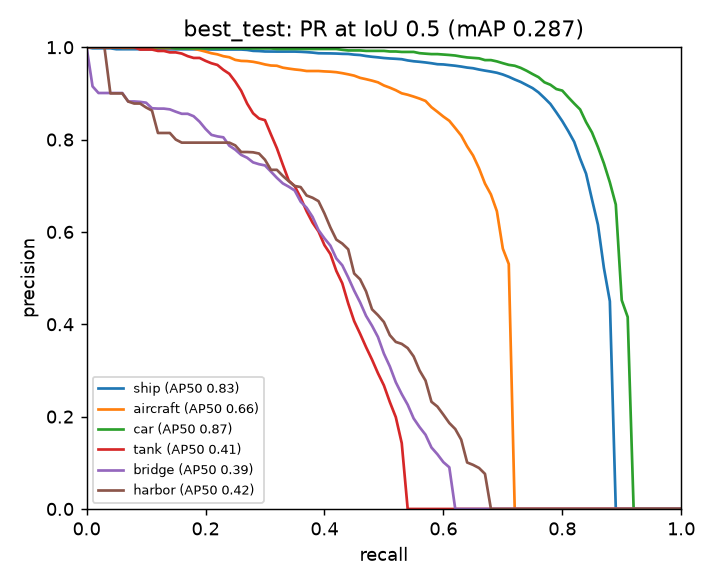 best_test: PR at IoU 0.5 (mAP 0.287)
1.0
0.8
0.6
0.4
0.2
0.0
precision
ship (AP50 0.83)
aircraft (AP50 0.66)
car (AP50 0.87)
tank (AP50 0.41)
bridge (AP50 0.39)
harbor (AP50 0.42)
0.0 0.2 0.4 0.6 0.8 1.0
recall